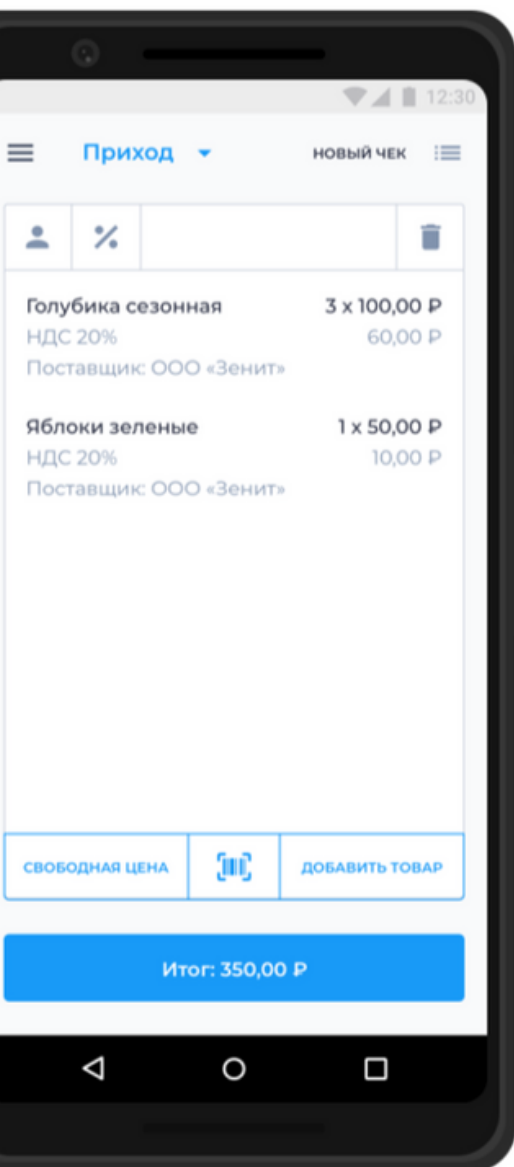 12:30
Приход
НОВЫЙ ЧЕК
Голубика сезонная 3 x 100,00 ₽
НДС 20% 60,00 ₽
Поставщик: ООО «Зенит»
Яблоки зеленые 1 x 50,00 ₽
НДС 20% 10,00 ₽
Поставщик: ООО «Зенит»
СВОБОДНАЯ ЦЕНА ДОБАВИТЬ ТОВАР
Итог: 350,00 ₽